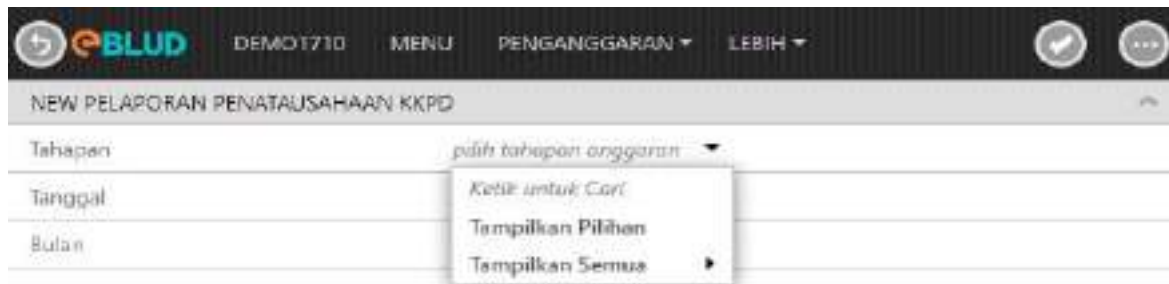 eBLUD DEMO1710 MENU PENGANGGARAN LEBIH
NEW PELAPORAN PENATAUSAHAAN KKPD
Tahapan pilih tahapan anggaran
Ketik untuk Cari
Tanggal
Tampilkan Pilihan
Bulan
Tampilkan Semua